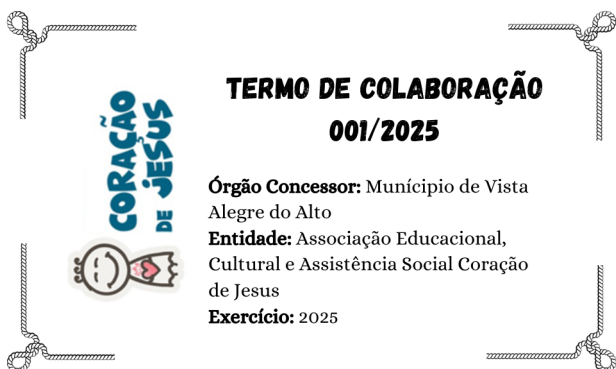 CORAÇÃO
DE JESUS
TERMO DE COLABORAÇÃO
001/2025
Órgão Concessor: Munícipio de Vista
Alegre do Alto
Entidade: Associação Educacional,
Cultural e Assistência Social Coração
de Jesus
Exercício: 2025